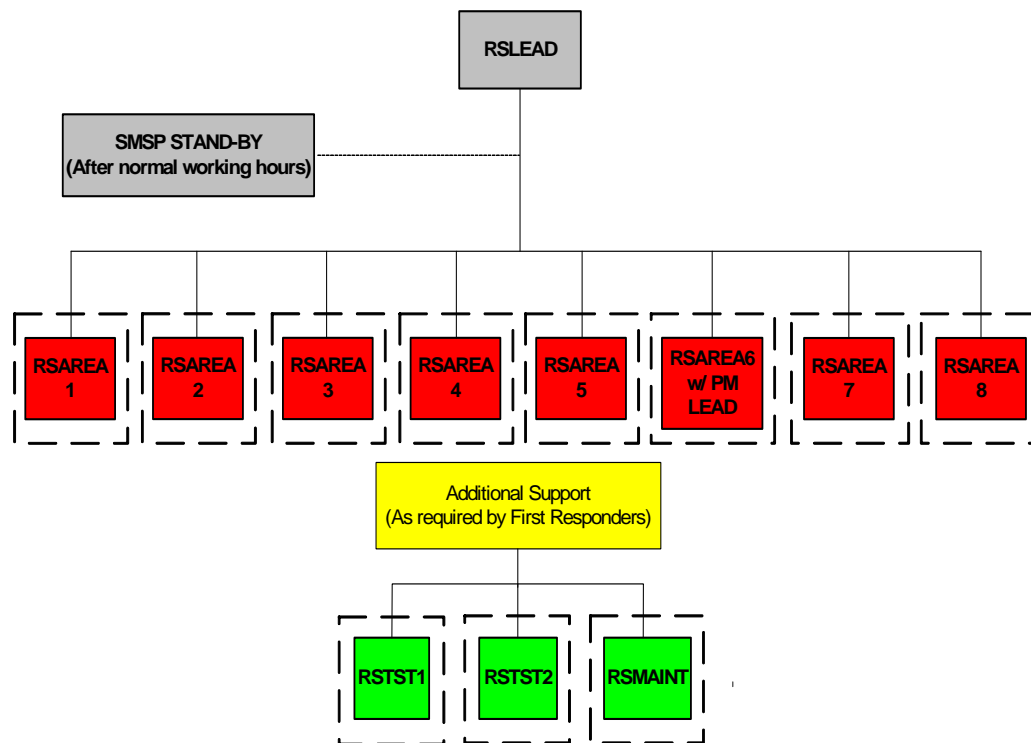 RSLEAD
SMSP STAND-BY
(After normal working hours)
RSAREA
1
RSAREA
2
RSAREA
3
RSAREA
4
RSAREA
5
RSAREA6
w/ PM
LEAD
RSAREA
7
RSAREA
8
Additional Support
(As required by First Responders)
RSTST1
RSTST2
RSMAINT